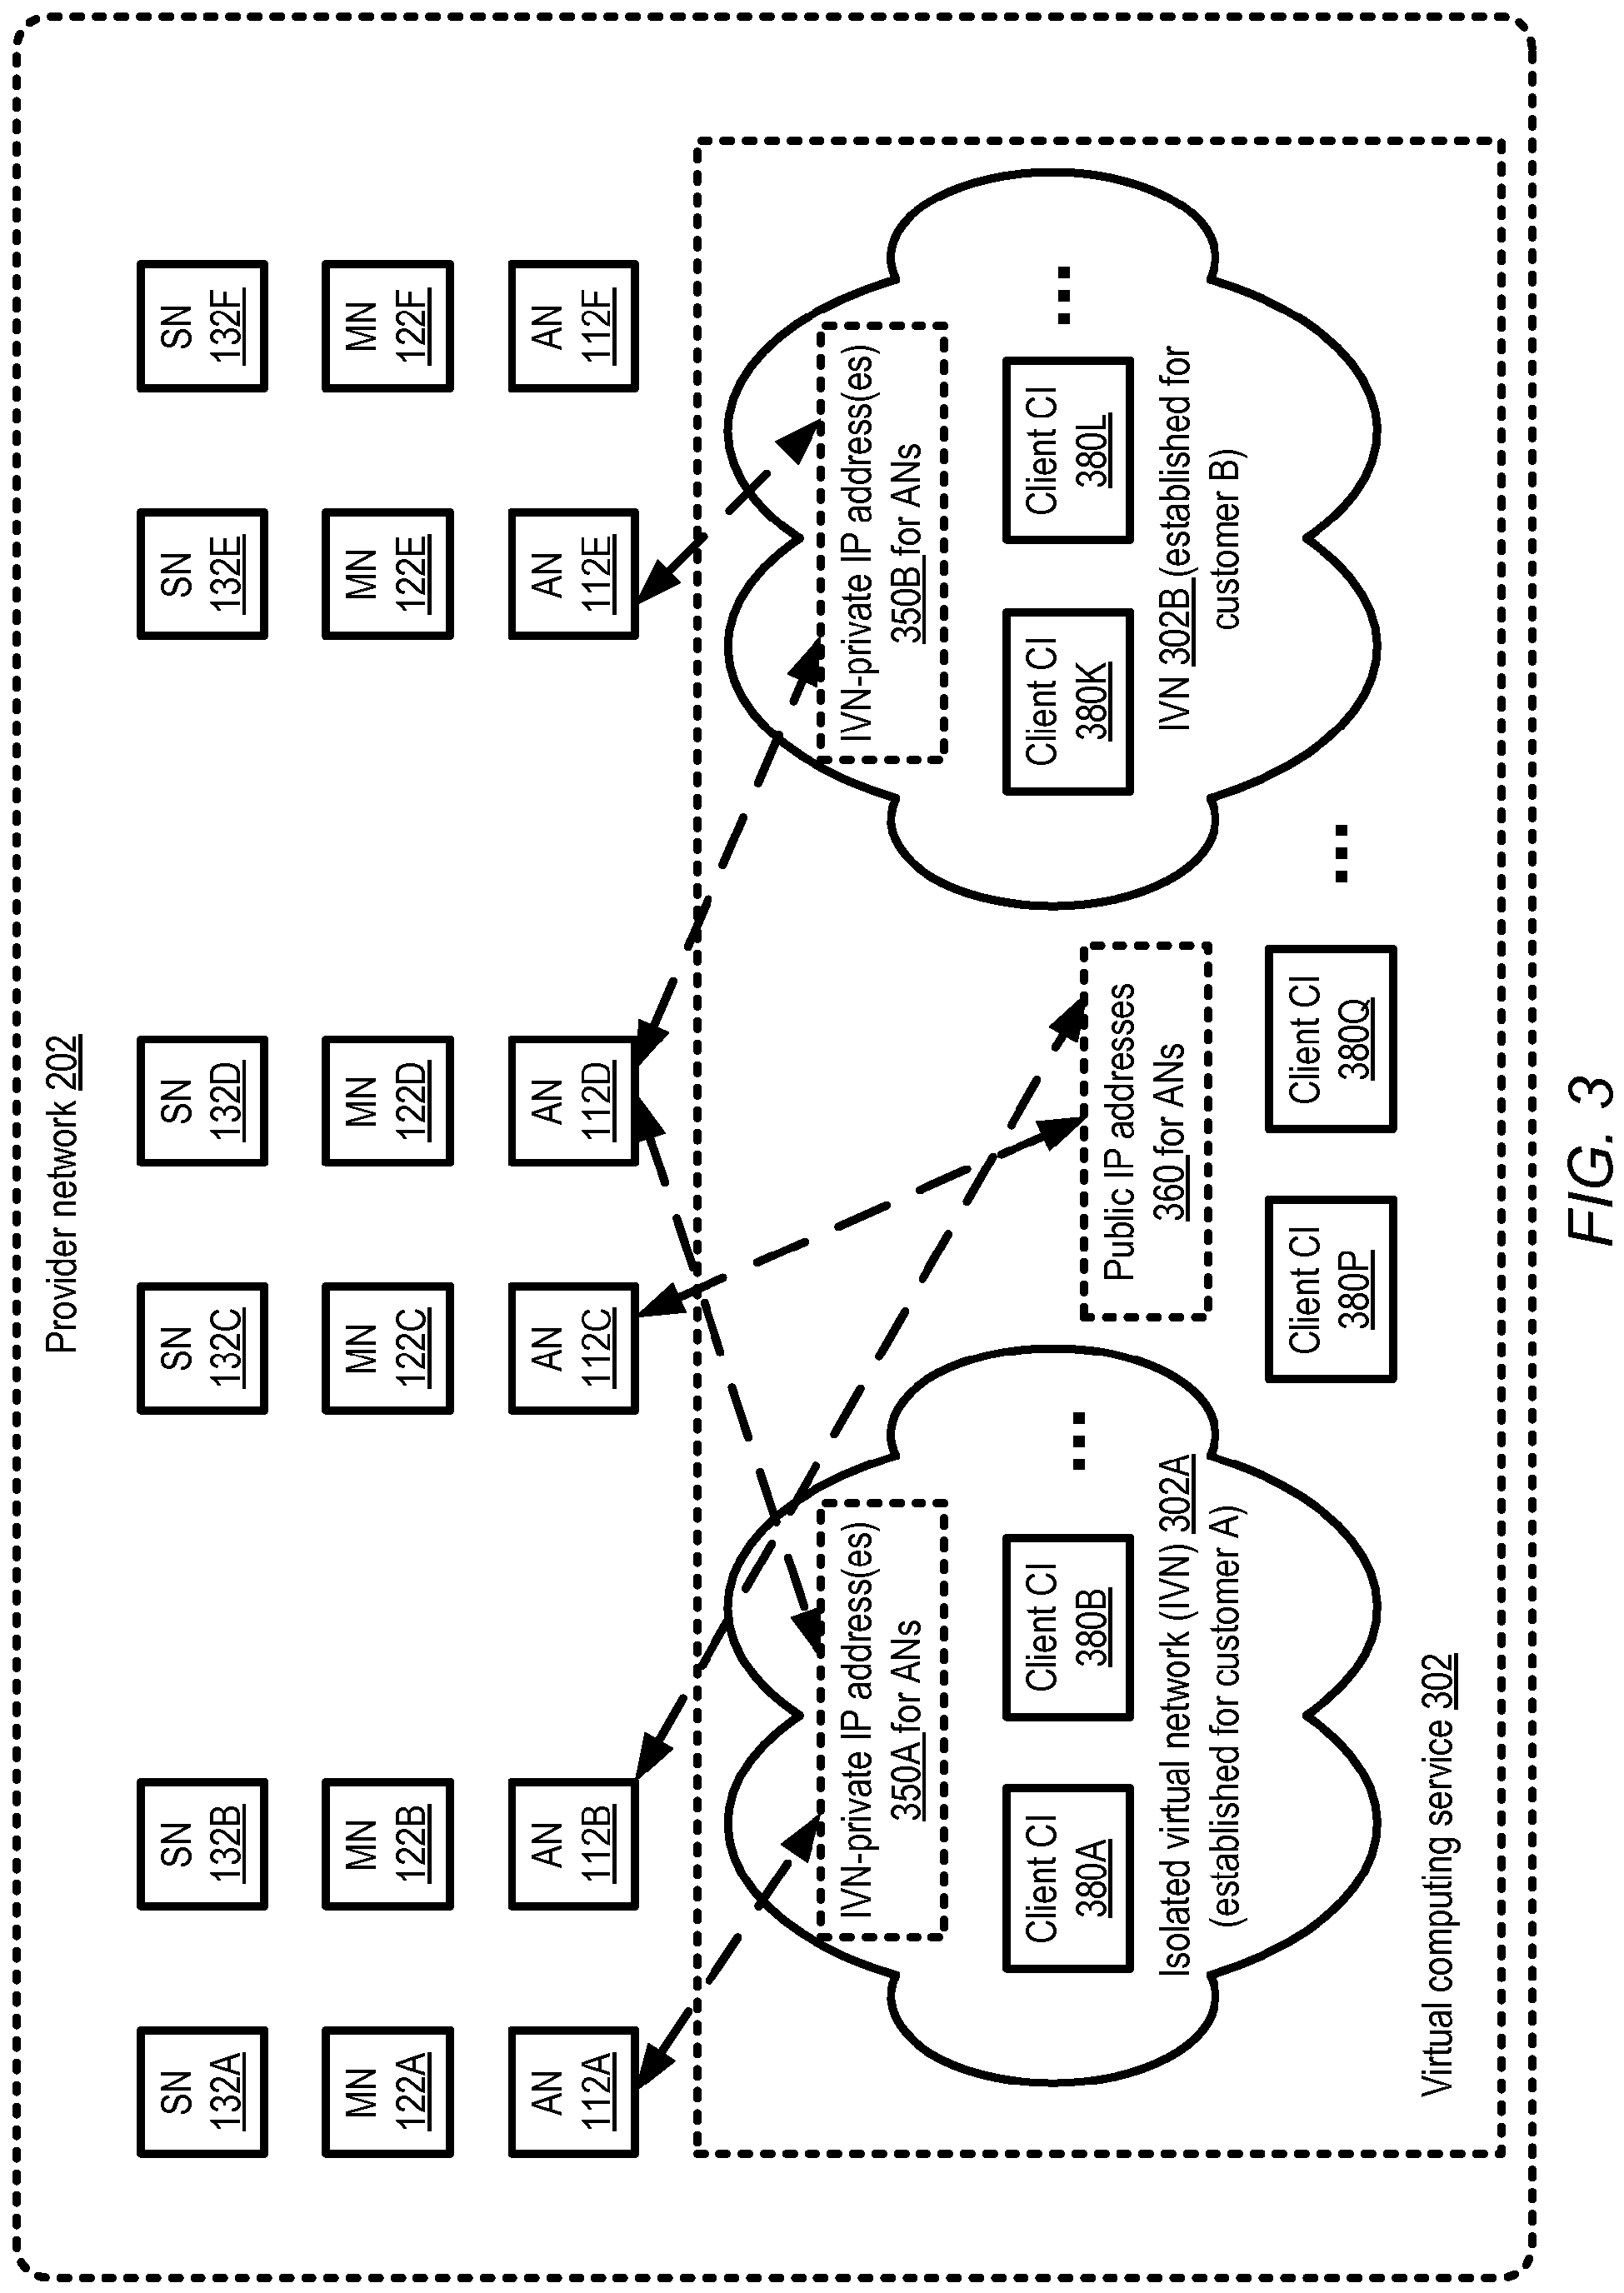 Provider network 202
SN
132A
SN
132B
SN
132C
SN
132D
SN
132E
SN
132F
MN
122A
MN
122B
MN
122C
MN
122D
MN
122E
MN
122F
AN
112A
AN
112B
AN
112C
AN
112D
AN
112E
AN
112F
IVN-private IP address(es)
350A for ANs
Client CI
380A
Client CI
380B
...
Isolated virtual network (IVN) 302A
(established for customer A)
Public IP addresses
360 for ANs
Client CI
380P
Client CI
380Q
...
IVN-private IP address(es)
350B for ANs
Client CI
380K
Client CI
380L
...
IVN 302B (established for
customer B)
Virtual computing service 302
FIG. 3